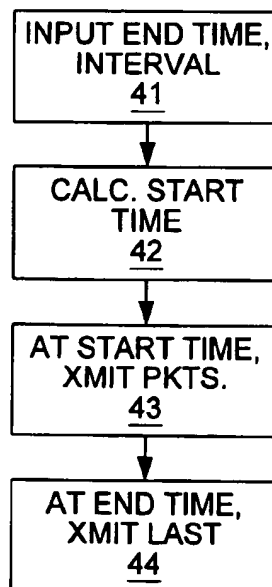 INPUT END TIME,
INTERVAL
41
CALC. START
TIME
42
AT START TIME,
XMIT PKTS.
43
AT END TIME,
XMIT LAST
44